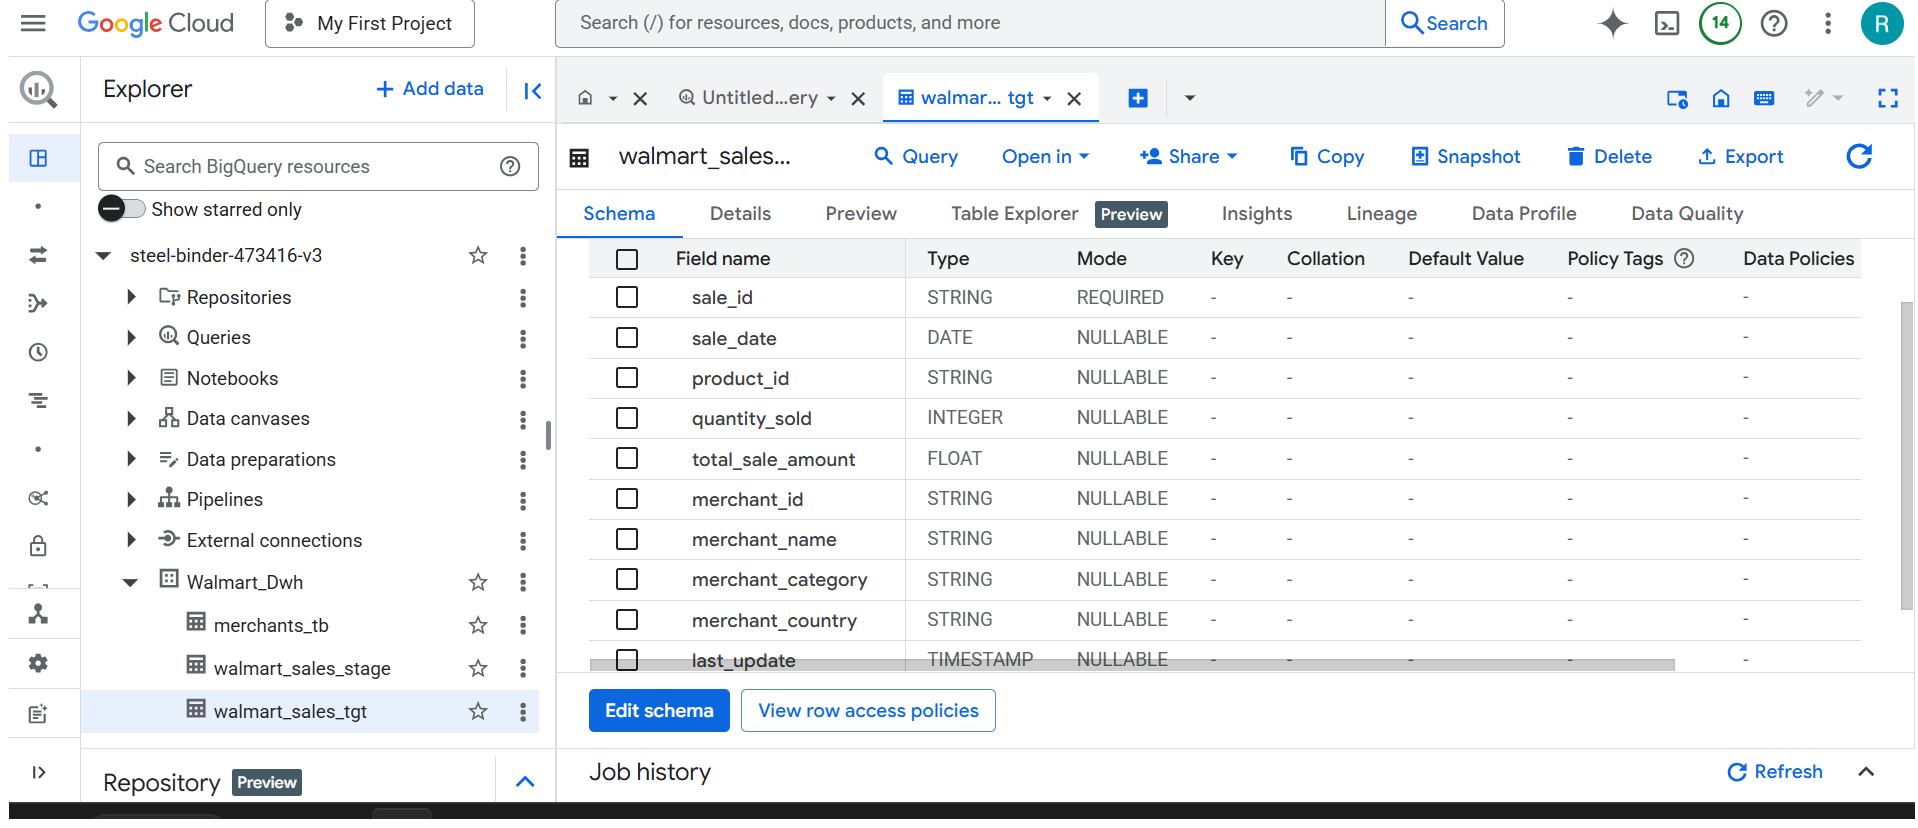 Google Cloud
My First Project
Search (/) for resources, docs, products, and more
Search
14
R
Explorer
+ Add data
Untitled...ery
walmar... tgt
Search BigQuery resources
Show starred only
steel-binder-473416-v3
Repositories
Queries
Notebooks
Data canvases
Data preparations
Pipelines
External connections
Walmart_Dwh
merchants_tb
walmart_sales_stage
walmart_sales_tgt
Repository Preview
walmart_sales... Query Open in Share Copy Snapshot Delete Export
Schema Details Preview Table Explorer Preview Insights Lineage Data Profile Data Quality
Field name Type Mode Key Collation Default Value Policy Tags Data Policies
sale_id STRING REQUIRED - - - - -
sale_date DATE NULLABLE - - - - -
product_id STRING NULLABLE - - - - -
quantity_sold INTEGER NULLABLE - - - - -
total_sale_amount FLOAT NULLABLE - - - - -
merchant_id STRING NULLABLE - - - - -
merchant_name STRING NULLABLE - - - - -
merchant_category STRING NULLABLE - - - - -
merchant_country STRING NULLABLE - - - - -
last_update TIMESTAMP NULLABLE - - - - -
Edit schema View row access policies
Job history Refresh